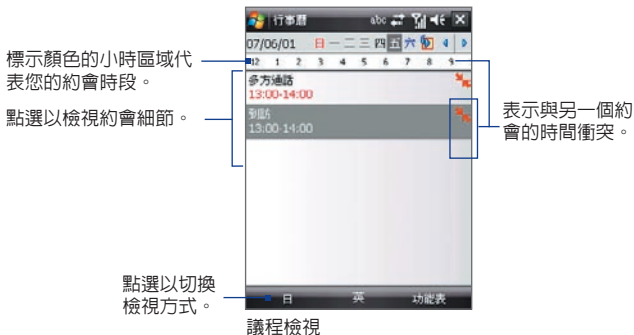 行事曆 abc
07/06/01 日 一 二 三 四 五 六
12 1 2 3 4 5 6 7 8 9
標示顏色的小時區域代
表您的約會時段。
多方通話
13:00-14:00
點選以檢視約會細節。
到訪
13:00-14:00
表示與另一個約
會的時間衝突。
點選以切換
檢視方式。
日 英 功能表
議程檢視